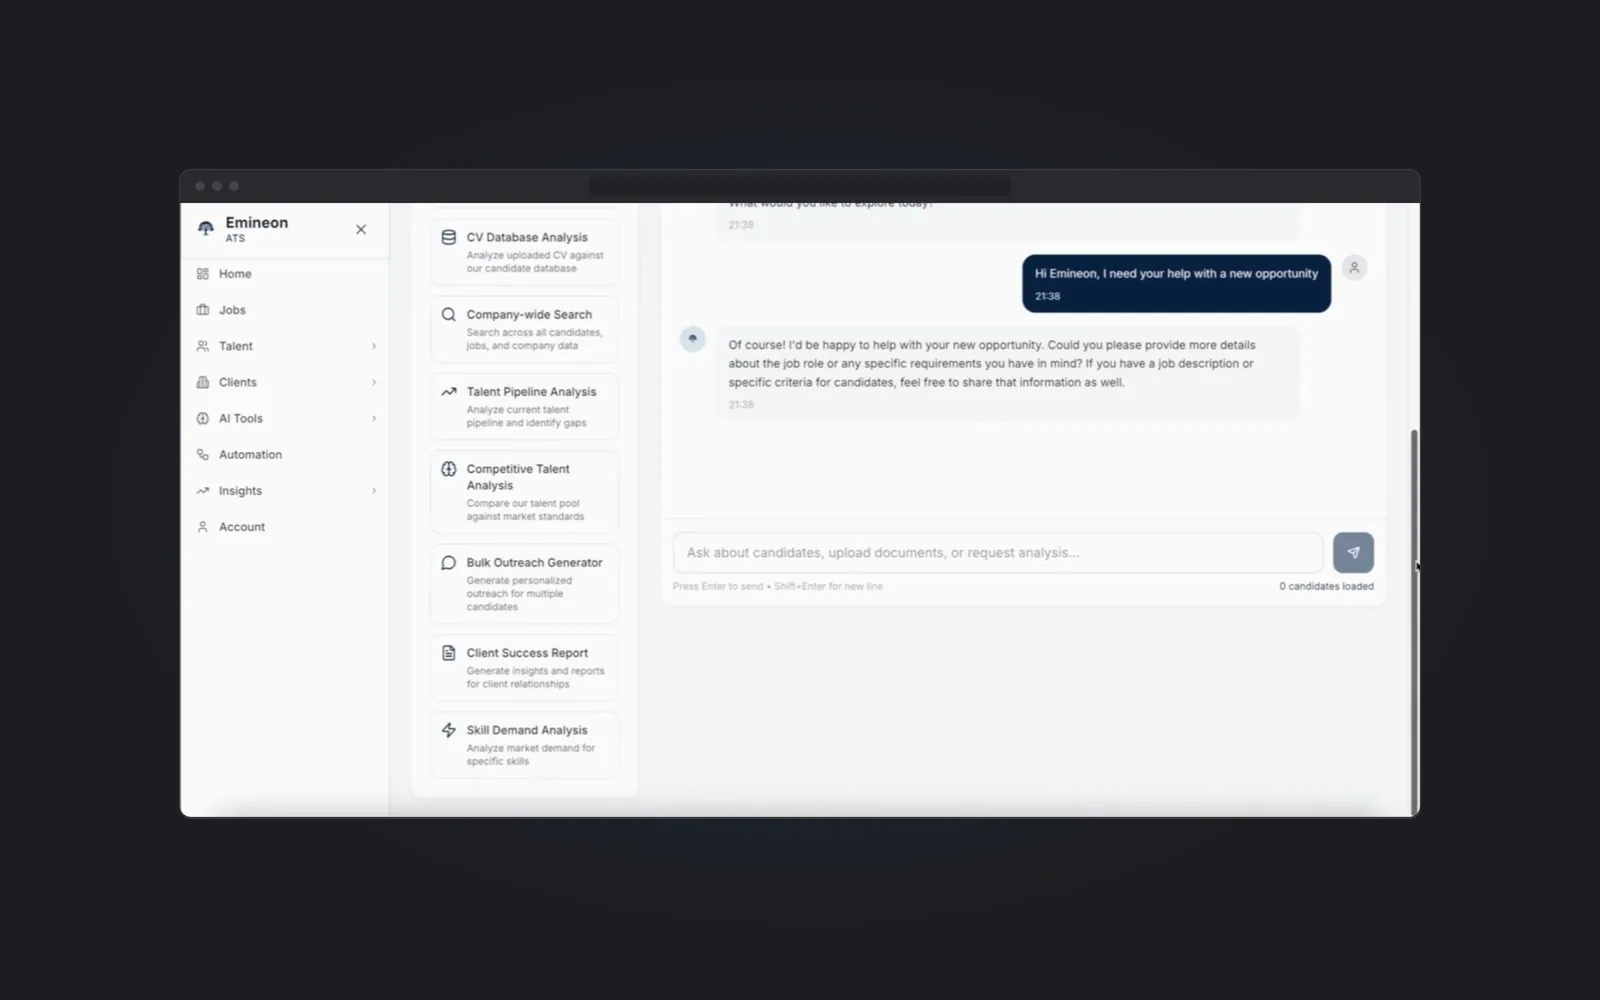 Emineon
ATS
Home
Jobs
Talent
Clients
AI Tools
Automation
Insights
Account
CV Database Analysis
Analyze uploaded CV against
our candidate database
Company-wide Search
Search across all candidates,
jobs, and company data
Talent Pipeline Analysis
Analyze current talent
pipeline and identify gaps
Competitive Talent
Analysis
Compare our talent pool
against market standards
Bulk Outreach Generator
Generate personalized
outreach for multiple
candidates
Client Success Report
Generate insights and reports
for client relationships
Skill Demand Analysis
Analyze market demand for
specific skills
What would you like to explore today?
21:38
Hi Emineon, I need your help with a new opportunity
21:38
Of course! I'd be happy to help with your new opportunity. Could you please provide more details
about the job role or any specific requirements you have in mind? If you have a job description or
specific criteria for candidates, feel free to share that information as well.
21:38
Ask about candidates, upload documents, or request analysis...
Press Enter to send • Shift+Enter for new line
0 candidates loaded